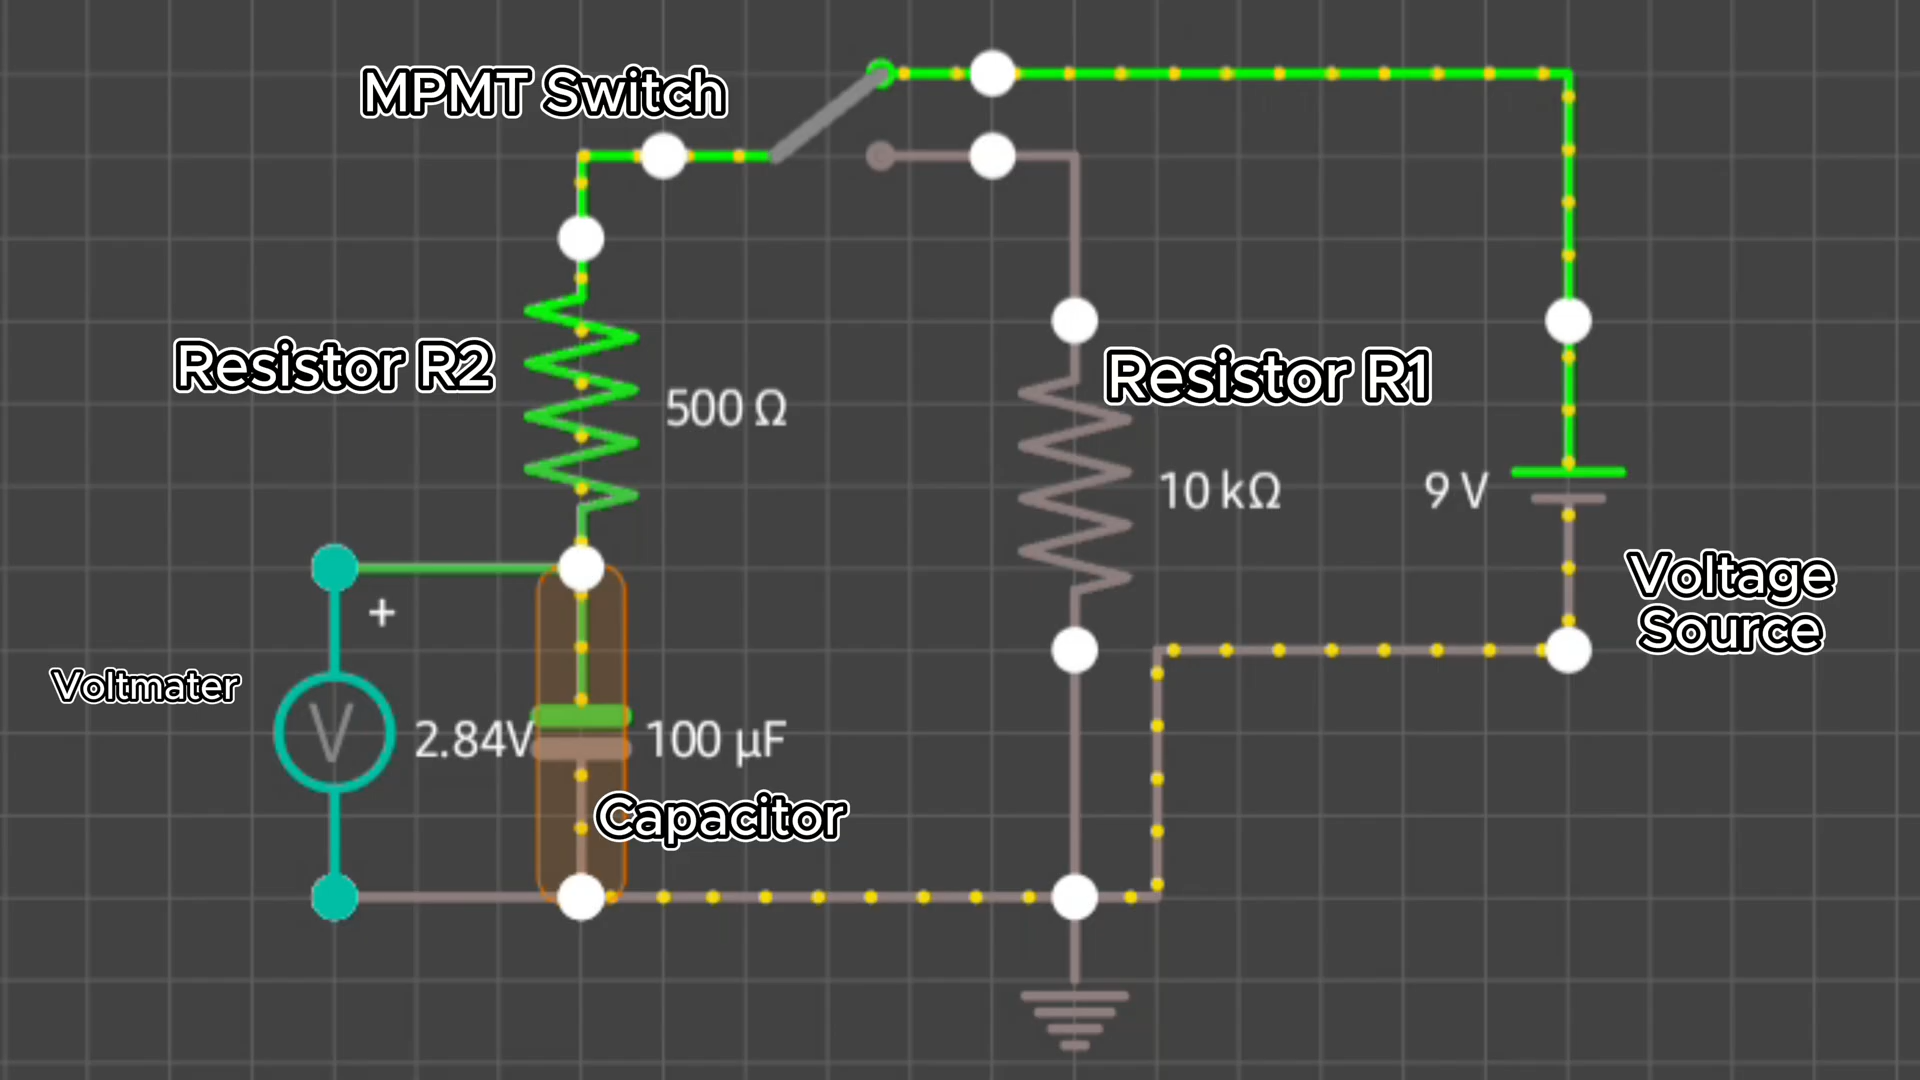 MPMT Switch
Resistor R2
500 Ω
Resistor R1
10 kΩ
9 V
Voltage
Source
+
Voltmater
V
2.84V
100 µF
Capacitor